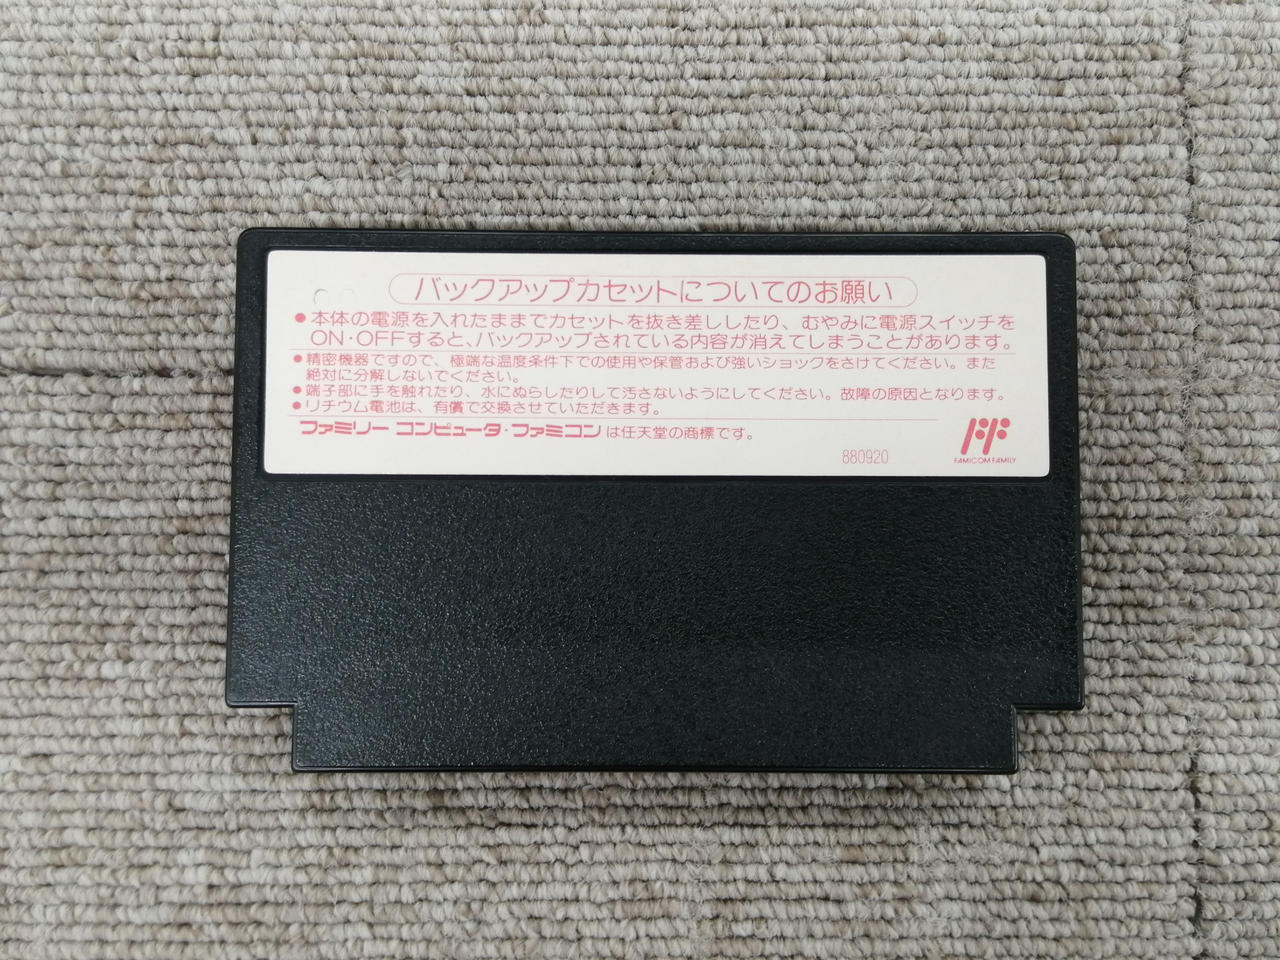 バックアップカセットについてのお願い
●本体の電源を入れたままでカセットを抜き差ししたり、むやみに電源スイッチを
ON・OFFすると、バックアップされている内容が消えてしまうことがあります。
●精密機器ですので、極端な温度条件下での使用や保管および強いショックをさけてください。また
絶対に分解しないでください。
●端子部に手を触れたり、水にぬらしたりして汚さないようにしてください。故障の原因となります。
●リチウム電池は、有償で交換させていただきます。
ファミリー コンピュータ・ファミコン は任天堂の商標です。
880920
FAMICOM FAMILY